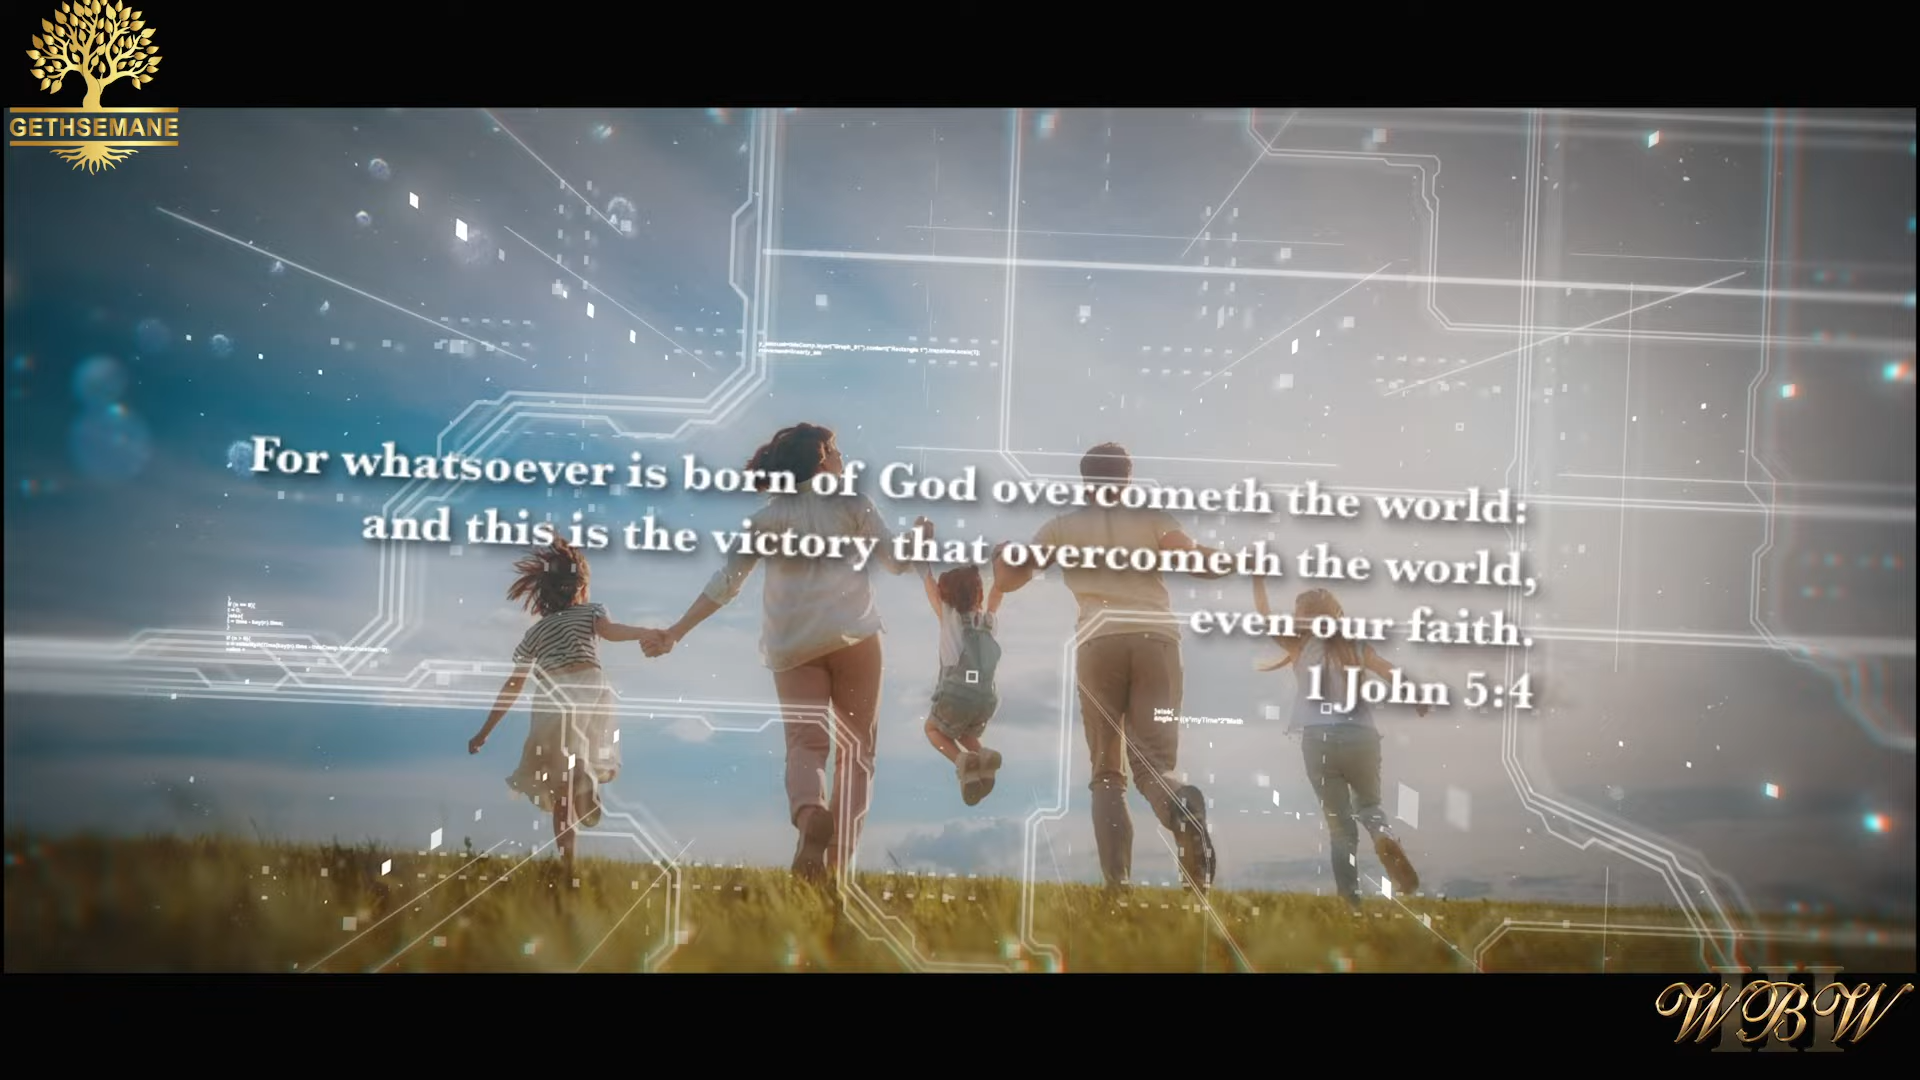 GETHSEMANE
For whatsoever is born of God overcometh the world:
and this is the victory that overcometh the world,
even our faith.
1 John 5:4
III
WBW